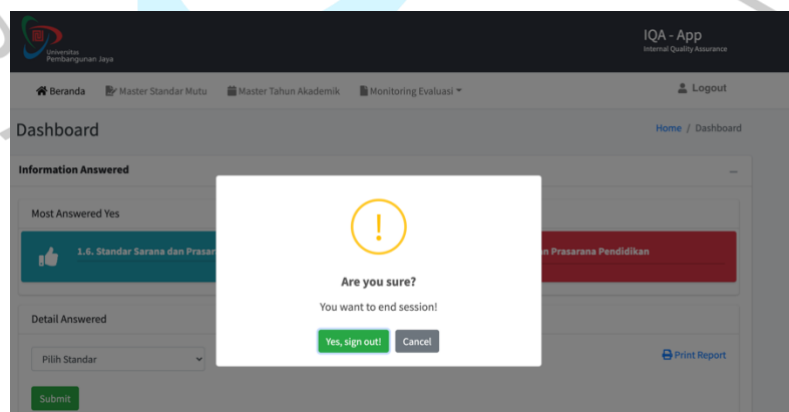 Universitas
Pembangunan Jaya
IQA - App
Internal Quality Assurance
Beranda Master Standar Mutu Master Tahun Akademik Monitoring Evaluasi Logout
Dashboard
Home / Dashboard
Information Answered
Most Answered Yes
1.6. Standar Sarana dan Prasar
n Prasarana Pendidikan
Are you sure?
You want to end session!
Yes, sign out! Cancel
Detail Answered
Pilih Standar
Print Report
Submit